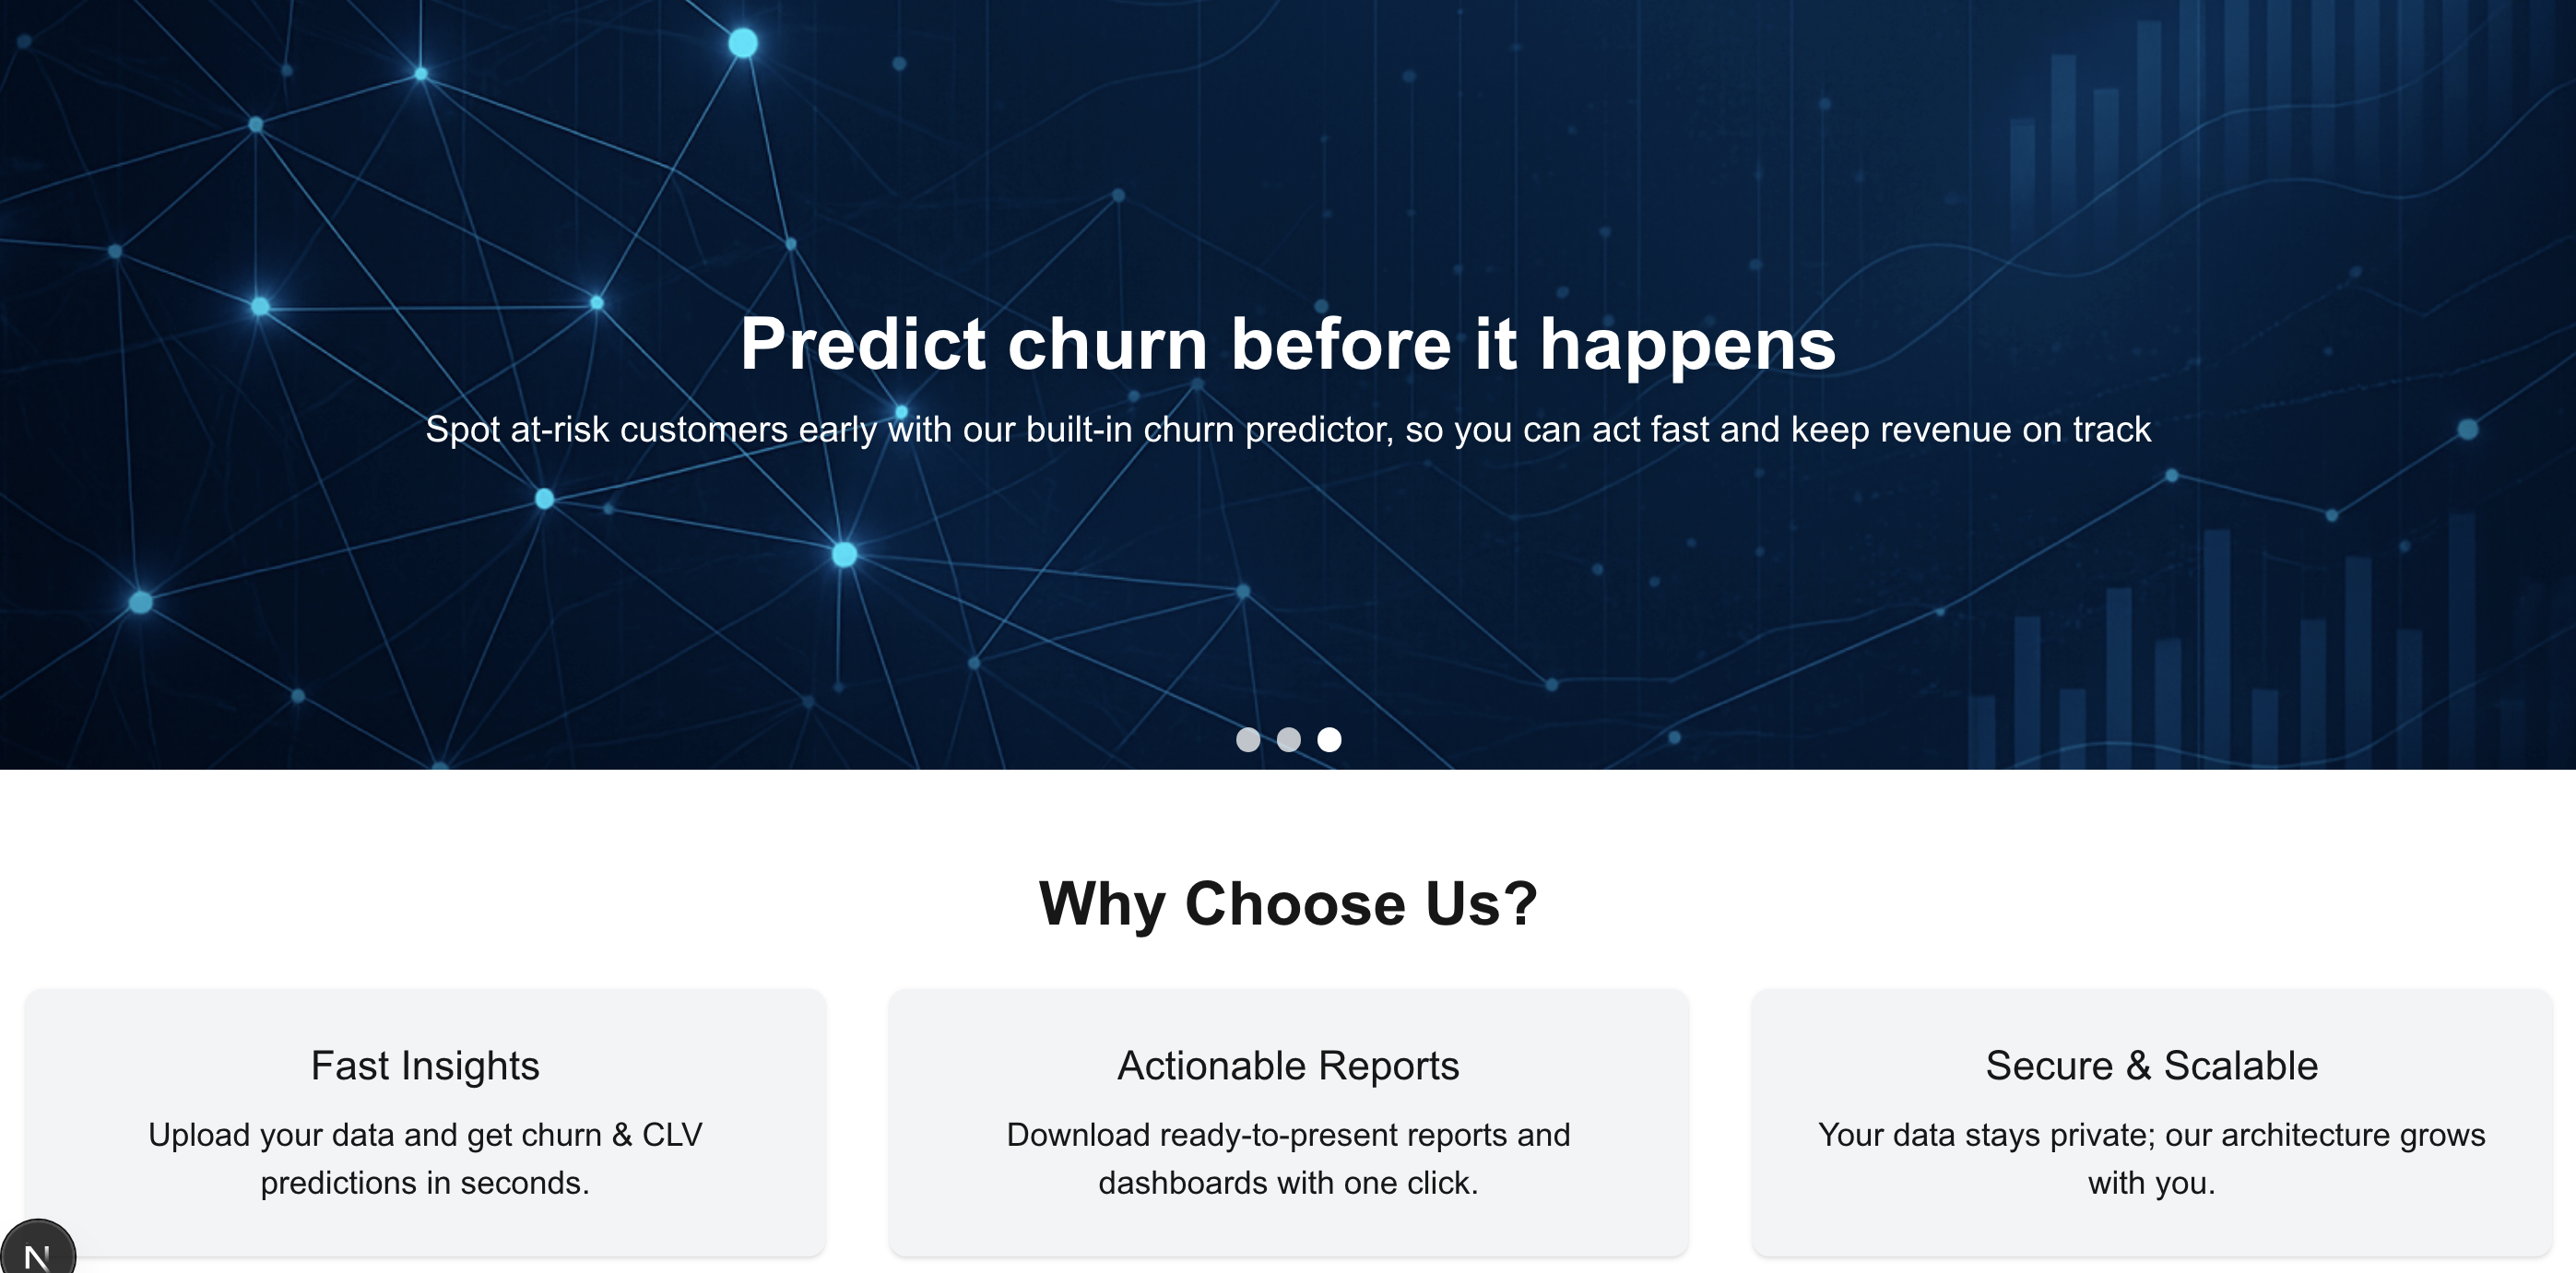 Predict churn before it happens
Spot at-risk customers early with our built-in churn predictor, so you can act fast and keep revenue on track
Why Choose Us?
Fast Insights
Upload your data and get churn & CLV
predictions in seconds.
Actionable Reports
Download ready-to-present reports and
dashboards with one click.
Secure & Scalable
Your data stays private; our architecture grows
with you.
N